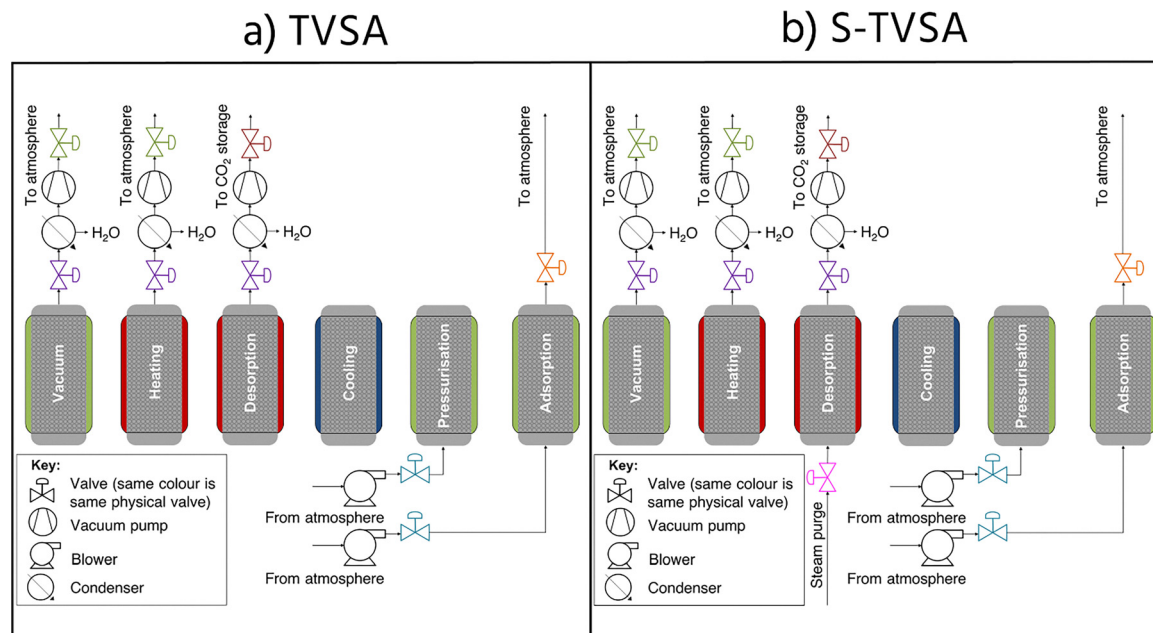 a) TVSA
b) S-TVSA
To atmosphere
To atmosphere
To CO₂ storage
To atmosphere
H₂O
H₂O
H₂O
Vacuum
Heating
Desorption
Cooling
Pressurisation
Adsorption
From atmosphere
From atmosphere
Key:
Valve (same colour is
same physical valve)
Vacuum pump
Blower
Condenser
To atmosphere
To atmosphere
To CO₂ storage
To atmosphere
H₂O
H₂O
H₂O
Vacuum
Heating
Desorption
Cooling
Pressurisation
Adsorption
Steam purge
From atmosphere
From atmosphere
Key:
Valve (same colour is
same physical valve)
Vacuum pump
Blower
Condenser